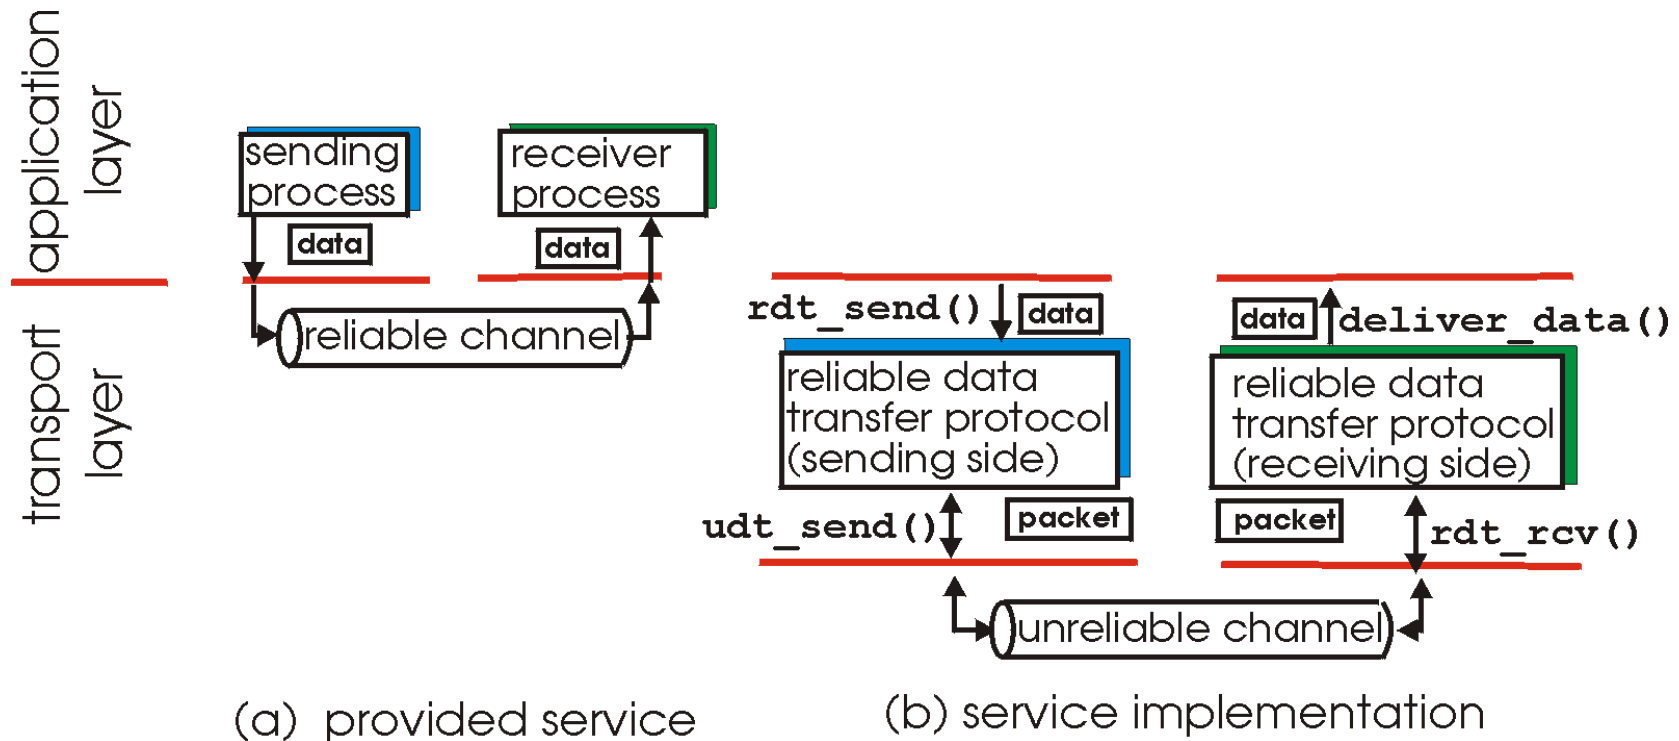 application
layer
transport
layer
sending
process
receiver
process
data
data
reliable channel
(a) provided service
rdt_send()
data
data
deliver_data()
reliable data
transfer protocol
(sending side)
reliable data
transfer protocol
(receiving side)
udt_send()
packet
packet
rdt_rcv()
unreliable channel
(b) service implementation